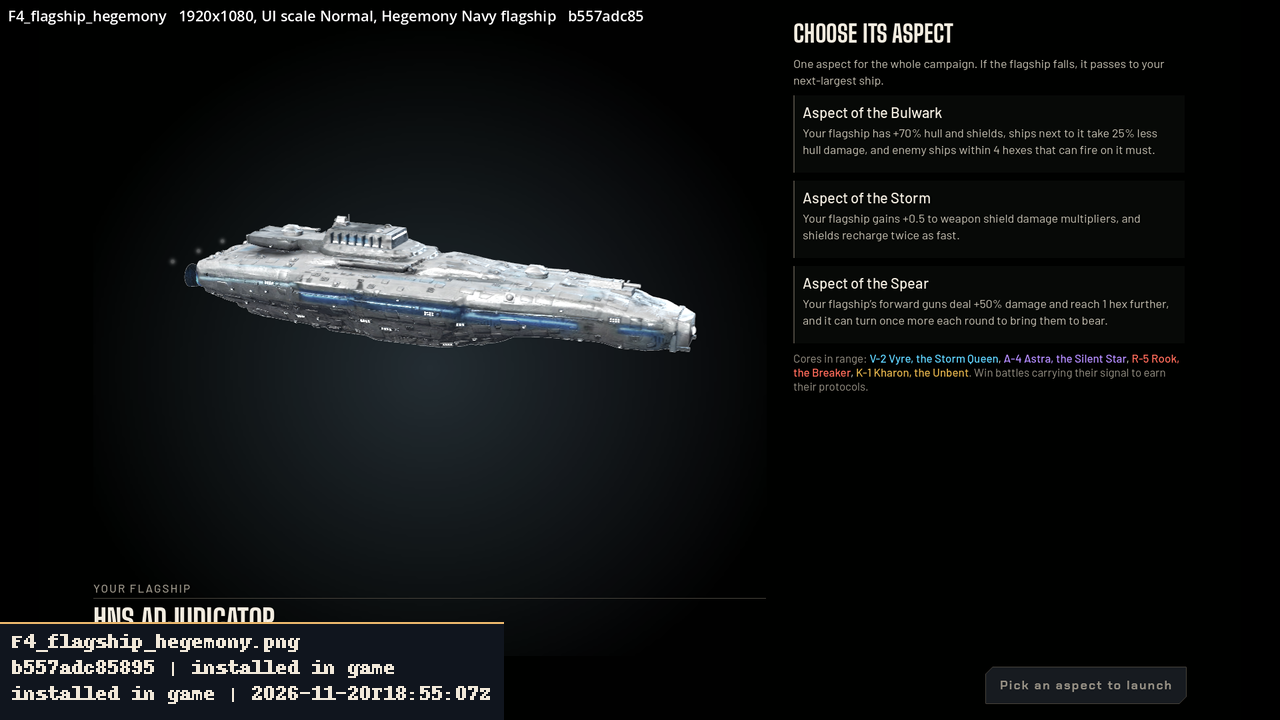 F4_flagship_hegemony 1920x1080, UI scale Normal, Hegemony Navy flagship b557adc85
CHOOSE ITS ASPECT
One aspect for the whole campaign. If the flagship falls, it passes to your
next-largest ship.
Aspect of the Bulwark
Your flagship has +70% hull and shields, ships next to it take 25% less
hull damage, and enemy ships within 4 hexes that can fire on it must.
Aspect of the Storm
Your flagship gains +0.5 to weapon shield damage multipliers, and
shields recharge twice as fast.
Aspect of the Spear
Your flagship's forward guns deal +50% damage and reach 1 hex further,
and it can turn once more each round to bring them to bear.
Cores in range: V-2 Vyre, the Storm Queen, A-4 Astra, the Silent Star, R-5 Rook,
the Breaker, K-1 Kharon, the Unbent. Win battles carrying their signal to earn
their protocols.
YOUR FLAGSHIP
HNS ADJUDICATOR
F4_flagship_hegemony.png
b557adc85895 | installed in game
installed in game | 2026-11-20T18:55:07Z
Pick an aspect to launch